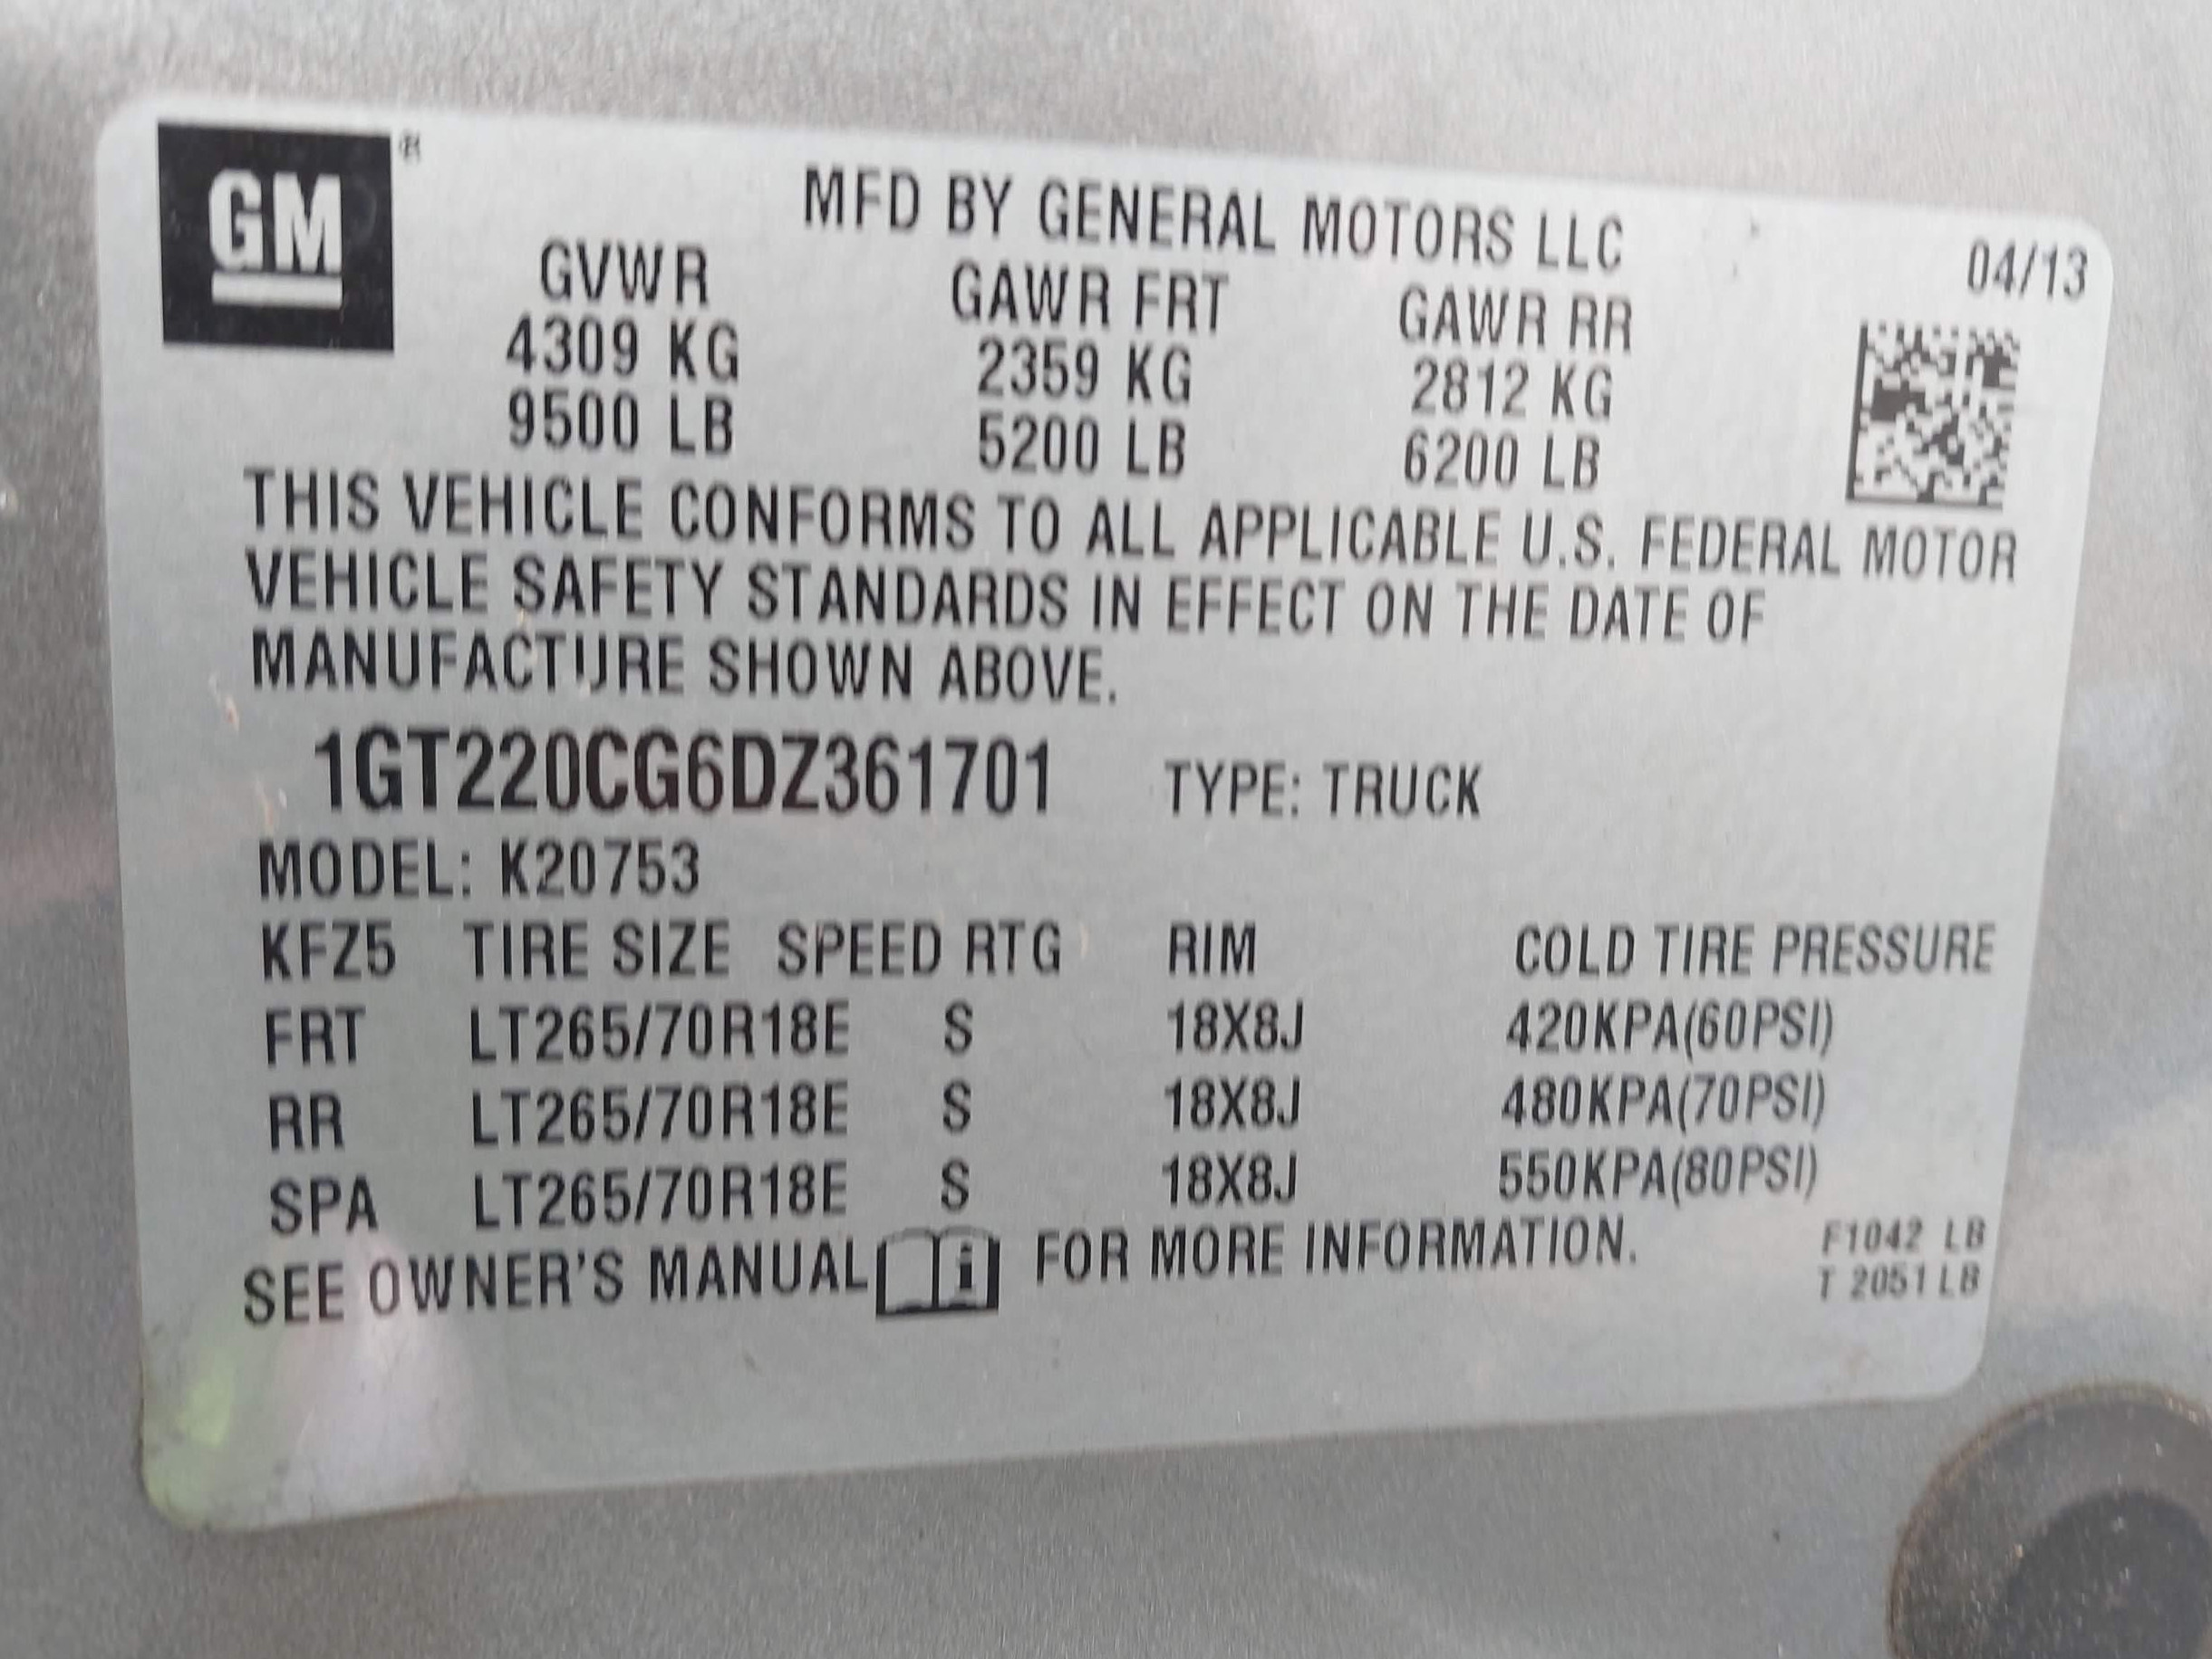 GM ®
MFD BY GENERAL MOTORS LLC 04/13
GVWR GAWR FRT GAWR RR
4309 KG 2359 KG 2812 KG
9500 LB 5200 LB 6200 LB
THIS VEHICLE CONFORMS TO ALL APPLICABLE U.S. FEDERAL MOTOR
VEHICLE SAFETY STANDARDS IN EFFECT ON THE DATE OF
MANUFACTURE SHOWN ABOVE.
1GT220CG6DZ361701 TYPE: TRUCK
MODEL: K20753
KFZ5 TIRE SIZE SPEED RTG RIM COLD TIRE PRESSURE
FRT LT265/70R18E S 18X8J 420KPA(60PSI)
RR LT265/70R18E S 18X8J 480KPA(70PSI)
SPA LT265/70R18E S 18X8J 550KPA(80PSI)
SEE OWNER'S MANUAL i FOR MORE INFORMATION.
F1042 LB
T 2051 LB